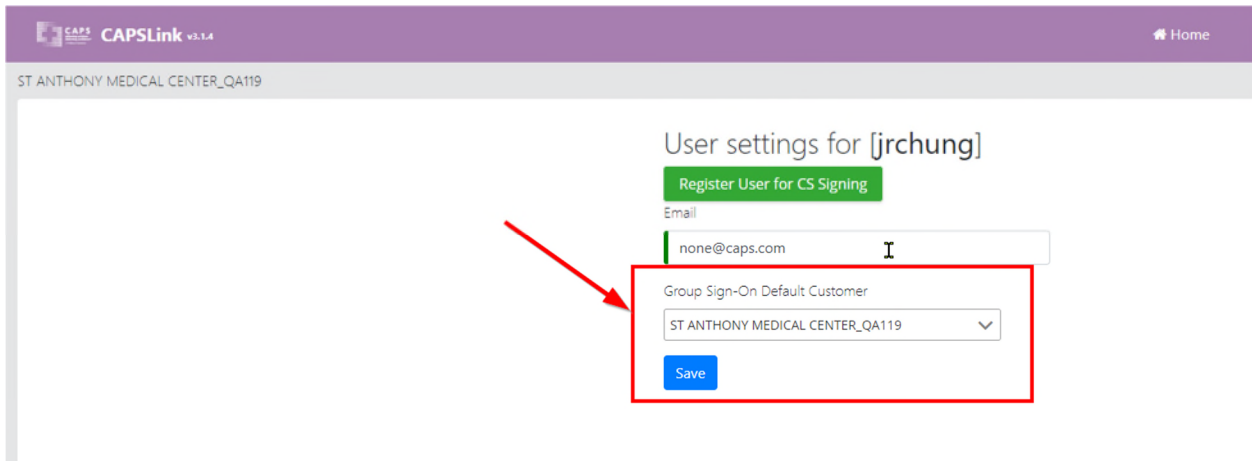 CAPS
CAPSLink v3.1.4
Home
ST ANTHONY MEDICAL CENTER_QA119
User settings for [jrchung]
Register User for CS Signing
Email
none@caps.com
Group Sign-On Default Customer
ST ANTHONY MEDICAL CENTER_QA119
Save